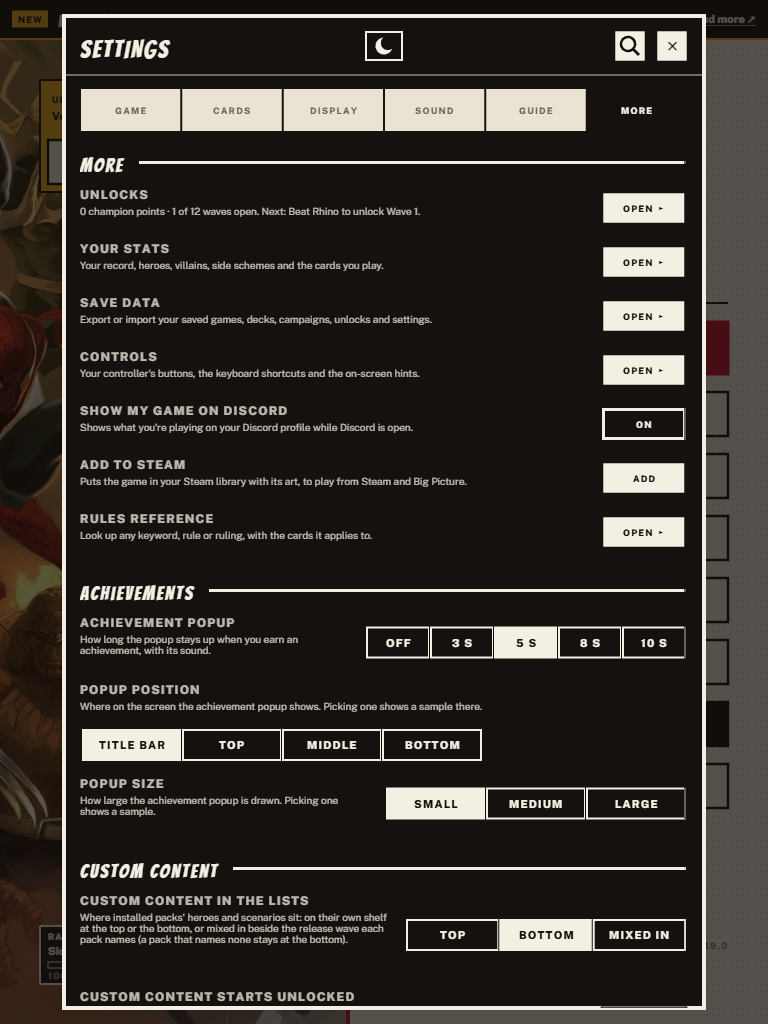 NEW
d more ↗
SETTINGS
×
GAME
CARDS
DISPLAY
SOUND
GUIDE
MORE
MORE
UNLOCKS
0 champion points · 1 of 12 waves open. Next: Beat Rhino to unlock Wave 1.
OPEN ►
YOUR STATS
Your record, heroes, villains, side schemes and the cards you play.
OPEN ►
SAVE DATA
Export or import your saved games, decks, campaigns, unlocks and settings.
OPEN ►
CONTROLS
Your controller's buttons, the keyboard shortcuts and the on-screen hints.
OPEN ►
SHOW MY GAME ON DISCORD
Shows what you're playing on your Discord profile while Discord is open.
ON
ADD TO STEAM
Puts the game in your Steam library with its art, to play from Steam and Big Picture.
ADD
RULES REFERENCE
Look up any keyword, rule or ruling, with the cards it applies to.
OPEN ►
ACHIEVEMENTS
ACHIEVEMENT POPUP
How long the popup stays up when you earn an
achievement, with its sound.
OFF
3 S
5 S
8 S
10 S
POPUP POSITION
Where on the screen the achievement popup shows. Picking one shows a sample there.
TITLE BAR
TOP
MIDDLE
BOTTOM
POPUP SIZE
How large the achievement popup is drawn. Picking one
shows a sample.
SMALL
MEDIUM
LARGE
CUSTOM CONTENT
CUSTOM CONTENT IN THE LISTS
Where installed packs' heroes and scenarios sit: on their own shelf
at the top or the bottom, or mixed in beside the release wave each
pack names (a pack that names none stays at the bottom).
TOP
BOTTOM
MIXED IN
CUSTOM CONTENT STARTS UNLOCKED